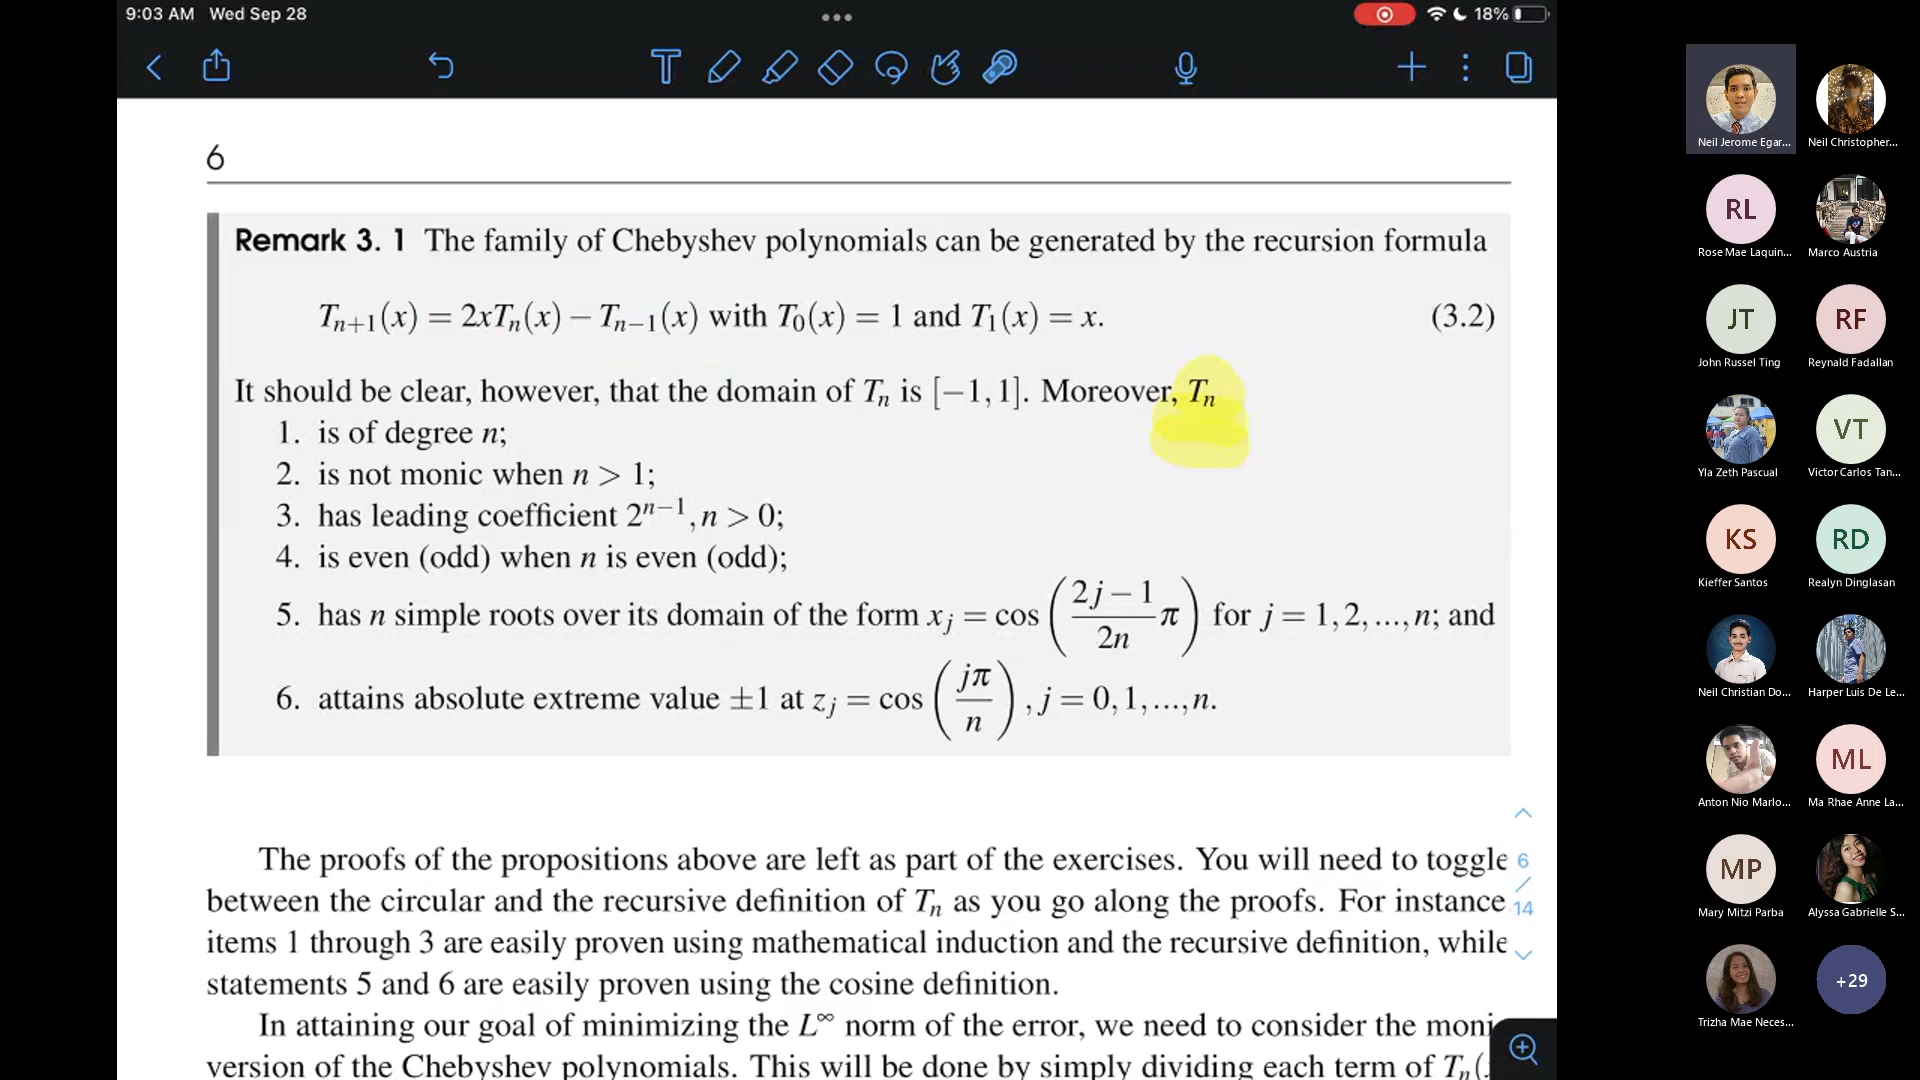 9:03 AM Wed Sep 28
18%
6
Remark 3. 1 The family of Chebyshev polynomials can be generated by the recursion formula
Tₙ₊₁(x) = 2xTₙ(x) − Tₙ₋₁(x) with T₀(x) = 1 and T₁(x) = x. (3.2)
It should be clear, however, that the domain of Tₙ is [−1, 1]. Moreover, Tₙ
1. is of degree n;
2. is not monic when n > 1;
3. has leading coefficient 2ⁿ⁻¹, n > 0;
4. is even (odd) when n is even (odd);
5. has n simple roots over its domain of the form xⱼ = cos((2j − 1)/(2n) π) for j = 1, 2, ..., n; and
6. attains absolute extreme value ±1 at zⱼ = cos(jπ/n), j = 0, 1, ..., n.
The proofs of the propositions above are left as part of the exercises. You will need to toggle
between the circular and the recursive definition of Tₙ as you go along the proofs. For instance
items 1 through 3 are easily proven using mathematical induction and the recursive definition, while
statements 5 and 6 are easily proven using the cosine definition.
In attaining our goal of minimizing the L∞ norm of the error, we need to consider the moni
version of the Chebyshev polynomials. This will be done by simply dividing each term of Tₙ(
6
/
14
Neil Jerome Egar...
Neil Christopher...
RL
Rose Mae Laquin...
Marco Austria
JT
John Russel Ting
RF
Reynald Fadallan
Yla Zeth Pascual
VT
Victor Carlos Tan...
KS
Kieffer Santos
RD
Realyn Dinglasan
Neil Christian Do...
Harper Luis De Le...
Anton Nio Marlo...
ML
Ma Rhae Anne La...
MP
Mary Mitzi Parba
Alyssa Gabrielle S...
Trizha Mae Neces...
+29